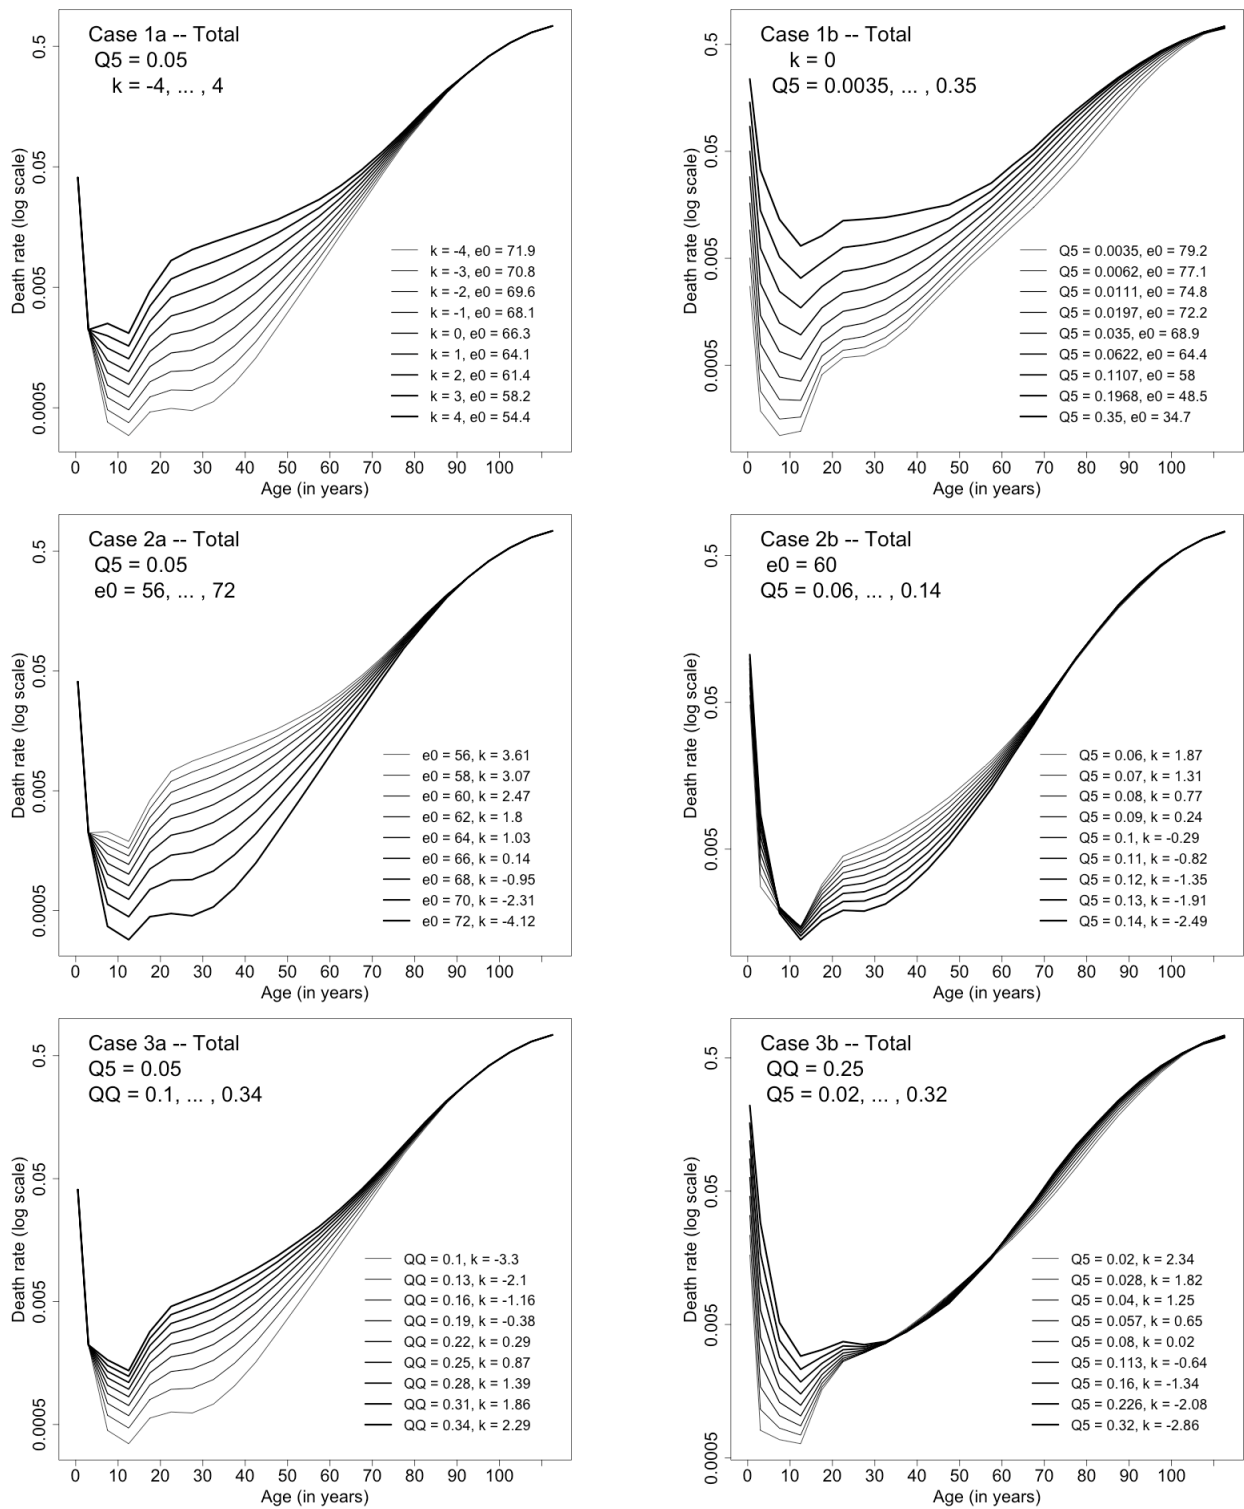 Case 1a -- Total
Q5 = 0.05
k = -4, ... , 4
Death rate (log scale)
0.5
0.05
0.005
0.0005
k = -4, e0 = 71.9
k = -3, e0 = 70.8
k = -2, e0 = 69.6
k = -1, e0 = 68.1
k = 0, e0 = 66.3
k = 1, e0 = 64.1
k = 2, e0 = 61.4
k = 3, e0 = 58.2
k = 4, e0 = 54.4
0 10 20 30 40 50 60 70 80 90 100
Age (in years)
Case 1b -- Total
k = 0
Q5 = 0.0035, ... , 0.35
Death rate (log scale)
0.5
0.05
0.005
0.0005
Q5 = 0.0035, e0 = 79.2
Q5 = 0.0062, e0 = 77.1
Q5 = 0.0111, e0 = 74.8
Q5 = 0.0197, e0 = 72.2
Q5 = 0.035, e0 = 68.9
Q5 = 0.0622, e0 = 64.4
Q5 = 0.1107, e0 = 58
Q5 = 0.1968, e0 = 48.5
Q5 = 0.35, e0 = 34.7
0 10 20 30 40 50 60 70 80 90 100
Age (in years)
Case 2a -- Total
Q5 = 0.05
e0 = 56, ... , 72
Death rate (log scale)
0.5
0.05
0.005
0.0005
e0 = 56, k = 3.61
e0 = 58, k = 3.07
e0 = 60, k = 2.47
e0 = 62, k = 1.8
e0 = 64, k = 1.03
e0 = 66, k = 0.14
e0 = 68, k = -0.95
e0 = 70, k = -2.31
e0 = 72, k = -4.12
0 10 20 30 40 50 60 70 80 90 100
Age (in years)
Case 2b -- Total
e0 = 60
Q5 = 0.06, ... , 0.14
Death rate (log scale)
0.5
0.05
0.005
Q5 = 0.06, k = 1.87
Q5 = 0.07, k = 1.31
Q5 = 0.08, k = 0.77
Q5 = 0.09, k = 0.24
Q5 = 0.1, k = -0.29
Q5 = 0.11, k = -0.82
Q5 = 0.12, k = -1.35
Q5 = 0.13, k = -1.91
Q5 = 0.14, k = -2.49
0 10 20 30 40 50 60 70 80 90 100
Age (in years)
Case 3a -- Total
Q5 = 0.05
QQ = 0.1, ... , 0.34
Death rate (log scale)
0.5
0.05
0.005
0.0005
QQ = 0.1, k = -3.3
QQ = 0.13, k = -2.1
QQ = 0.16, k = -1.16
QQ = 0.19, k = -0.38
QQ = 0.22, k = 0.29
QQ = 0.25, k = 0.87
QQ = 0.28, k = 1.39
QQ = 0.31, k = 1.86
QQ = 0.34, k = 2.29
0 10 20 30 40 50 60 70 80 90 100
Age (in years)
Case 3b -- Total
QQ = 0.25
Q5 = 0.02, ... , 0.32
Death rate (log scale)
0.5
0.05
0.005
0.0005
Q5 = 0.02, k = 2.34
Q5 = 0.028, k = 1.82
Q5 = 0.04, k = 1.25
Q5 = 0.057, k = 0.65
Q5 = 0.08, k = 0.02
Q5 = 0.113, k = -0.64
Q5 = 0.16, k = -1.34
Q5 = 0.226, k = -2.08
Q5 = 0.32, k = -2.86
0 10 20 30 40 50 60 70 80 90 100
Age (in years)